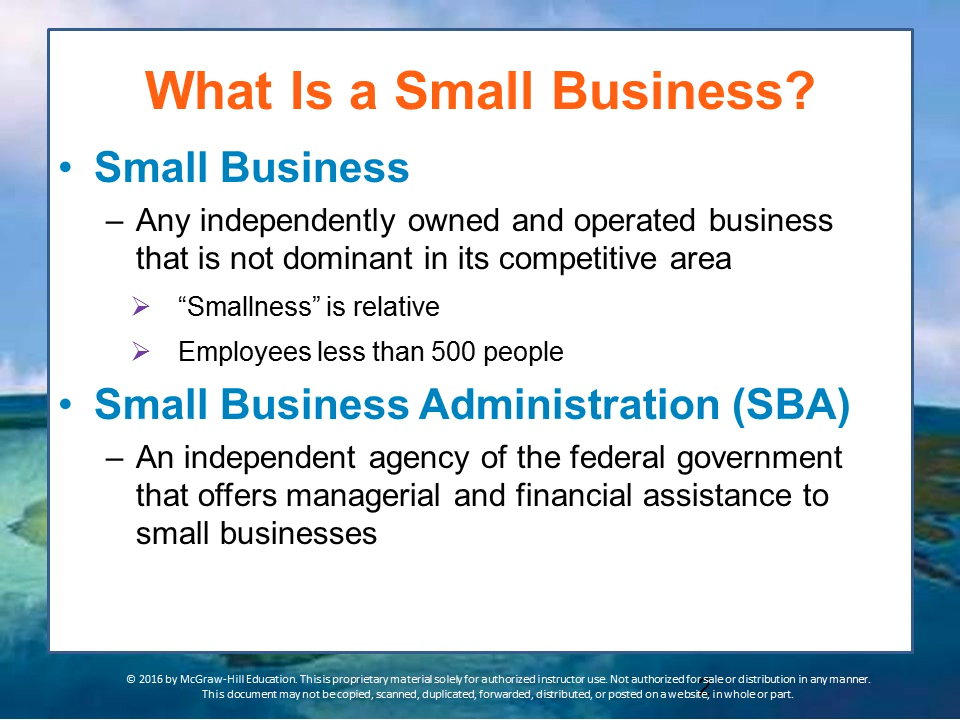 What Is a Small Business?
• Small Business
– Any independently owned and operated business
that is not dominant in its competitive area
➢ “Smallness” is relative
➢ Employees less than 500 people
• Small Business Administration (SBA)
– An independent agency of the federal government
that offers managerial and financial assistance to
small businesses
© 2016 by McGraw-Hill Education. This is proprietary material solely for authorized instructor use. Not authorized for sale or distribution in any manner.
This document may not be copied, scanned, duplicated, forwarded, distributed, or posted on a website, in whole or part.